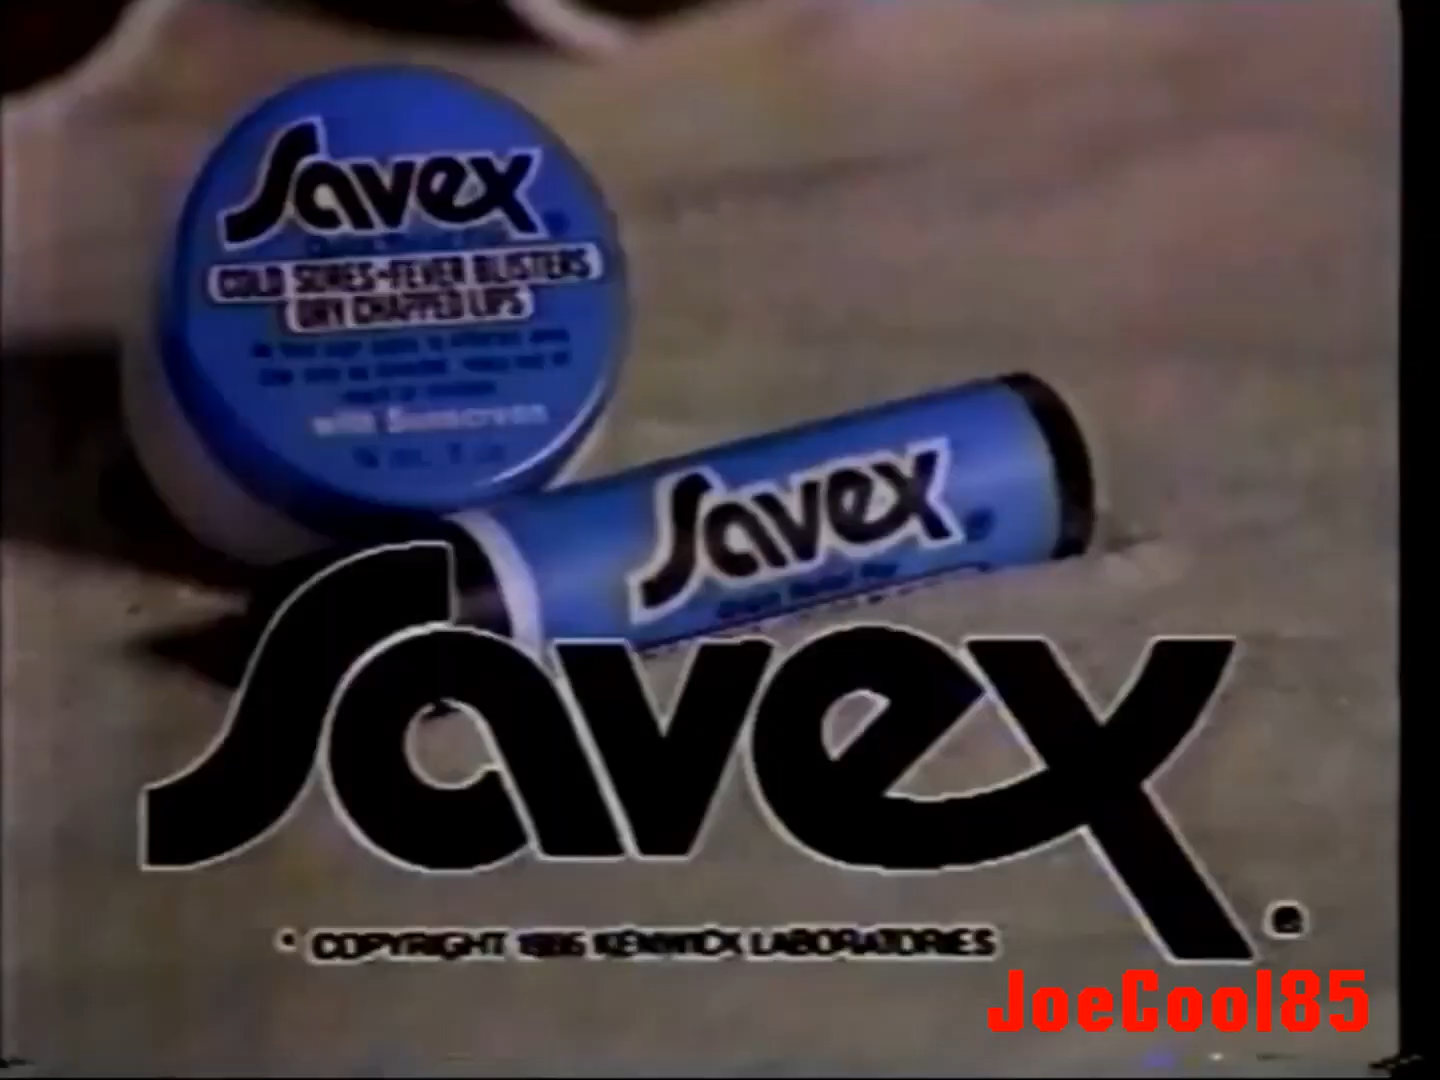 Savex
COLD SORES-FEVER BLISTERS
DRY CHAPPED LIPS
with Sunscreen
Savex
Savex
COPYRIGHT 1986 KENWICK LABORATORIES
JoeCool85